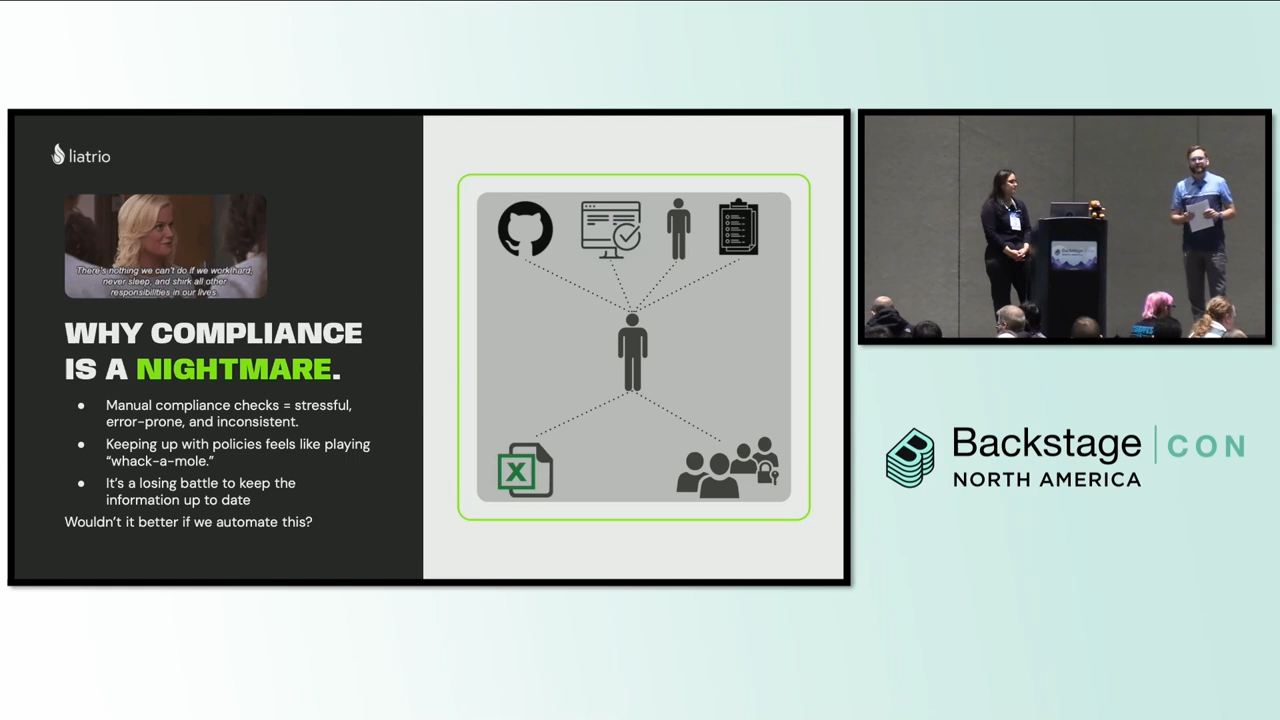 liatrio
There's nothing we can't do if we work hard,
never sleep, and shirk all other
responsibilities in our lives.
WHY COMPLIANCE
IS A NIGHTMARE.
● Manual compliance checks = stressful,
error-prone, and inconsistent.
● Keeping up with policies feels like playing
“whack-a-mole.”
● It’s a losing battle to keep the
information up to date
Wouldn’t it better if we automate this?
X
Backstage
NORTH AMERICA
Backstage CON
NORTH AMERICA